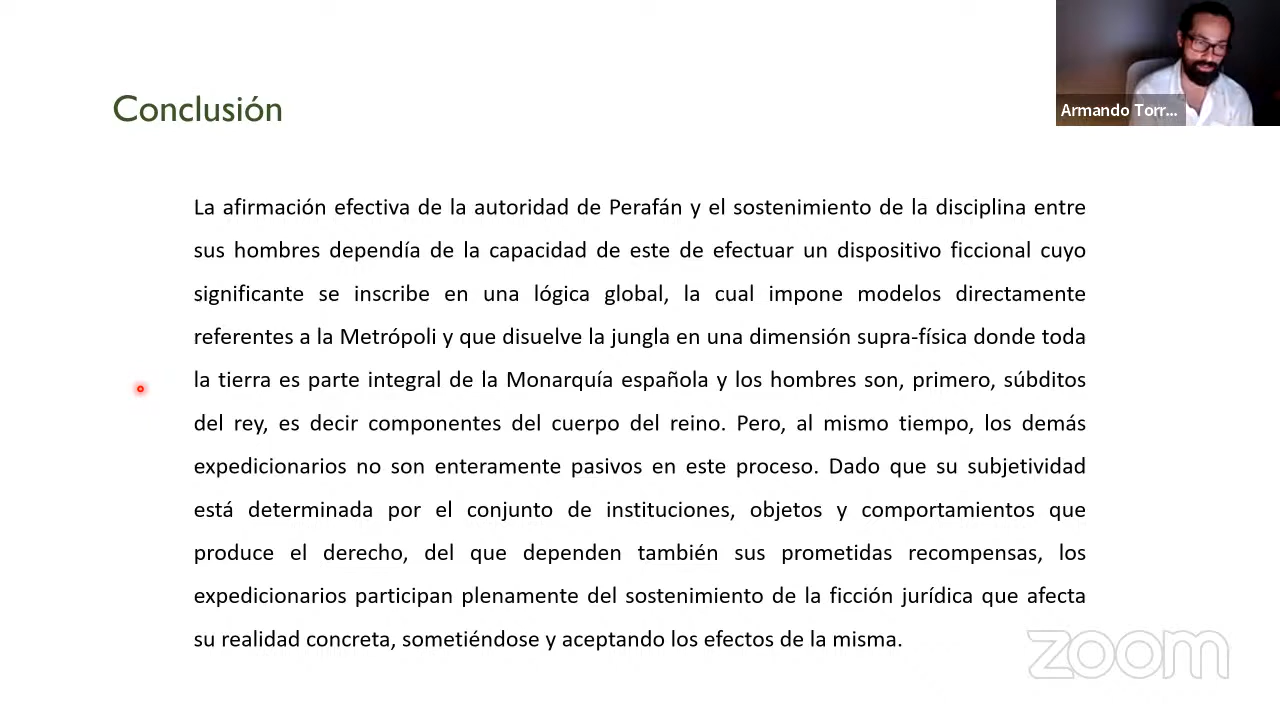 Conclusión
Armando Torr...
La afirmación efectiva de la autoridad de Perafán y el sostenimiento de la disciplina entre
sus hombres dependía de la capacidad de este de efectuar un dispositivo ficcional cuyo
significante se inscribe en una lógica global, la cual impone modelos directamente
referentes a la Metrópoli y que disuelve la jungla en una dimensión supra-física donde toda
la tierra es parte integral de la Monarquía española y los hombres son, primero, súbditos
del rey, es decir componentes del cuerpo del reino. Pero, al mismo tiempo, los demás
expedicionarios no son enteramente pasivos en este proceso. Dado que su subjetividad
está determinada por el conjunto de instituciones, objetos y comportamientos que
produce el derecho, del que dependen también sus prometidas recompensas, los
expedicionarios participan plenamente del sostenimiento de la ficción jurídica que afecta
su realidad concreta, sometiéndose y aceptando los efectos de la misma.
zoom